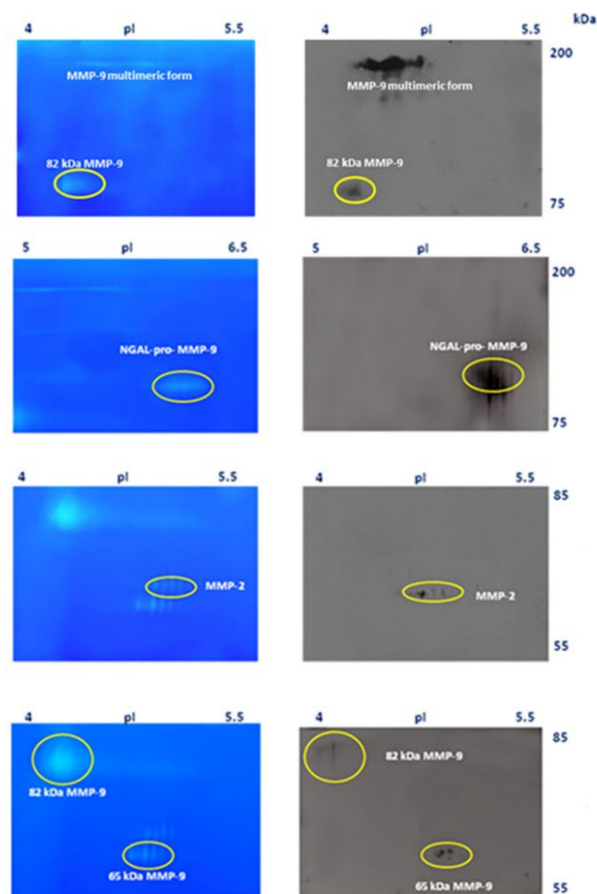 kDa
4 pI 5.5 4 pI 5.5
200
MMP-9 multimeric form
MMP-9 multimeric form
82 kDa MMP-9
82 kDa MMP-9
75
5 pI 6.5 5 pI 6.5
200
NGAL-pro- MMP-9
NGAL-pro- MMP-9
75
4 pI 5.5 4 pI 5.5
85
MMP-2
MMP-2
55
4 pI 5.5 4 pI 5.5
85
82 kDa MMP-9
82 kDa MMP-9
65 kDa MMP-9
65 kDa MMP-9
55